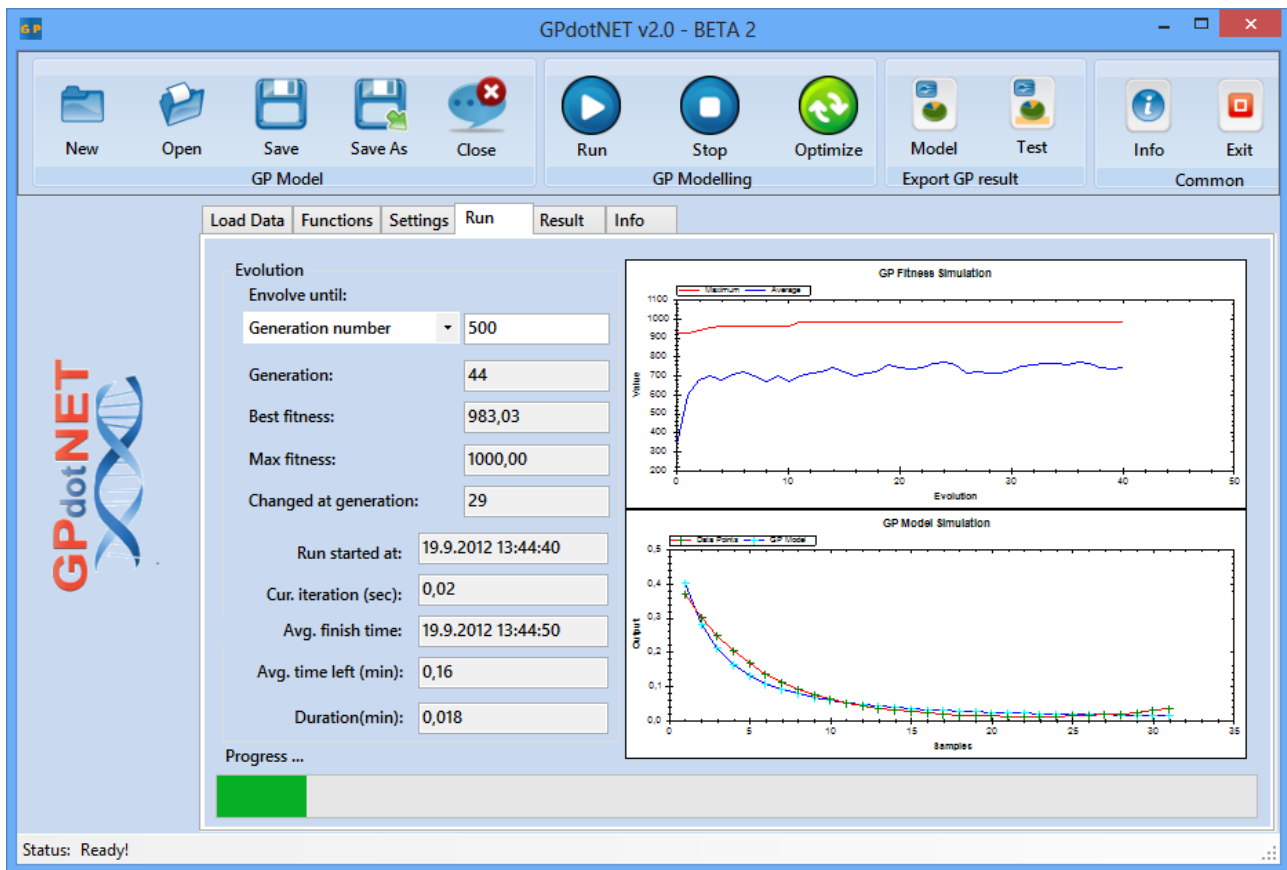 GP
GPdotNET v2.0 - BETA 2
New
Open
Save
Save As
Close
GP Model
Run
Stop
Optimize
GP Modelling
Model
Test
Export GP result
Info
Exit
Common
Load Data
Functions
Settings
Run
Result
Info
GPdotNET
Evolution
Envolve until:
Generation number
500
Generation:
44
Best fitness:
983,03
Max fitness:
1000,00
Changed at generation:
29
Run started at:
19.9.2012 13:44:40
Cur. iteration (sec):
0,02
Avg. finish time:
19.9.2012 13:44:50
Avg. time left (min):
0,16
Duration(min):
0,018
GP Fitness Simulation
Maximum
Average
1100
1000
900
800
700
600
500
400
300
200
Value
0
10
20
30
40
50
Evolution
GP Model Simulation
Data Points
GP Model
0,5
0,4
0,3
0,2
0,1
0,0
Output
0
5
10
15
20
25
30
35
Samples
Progress ...
Status: Ready!